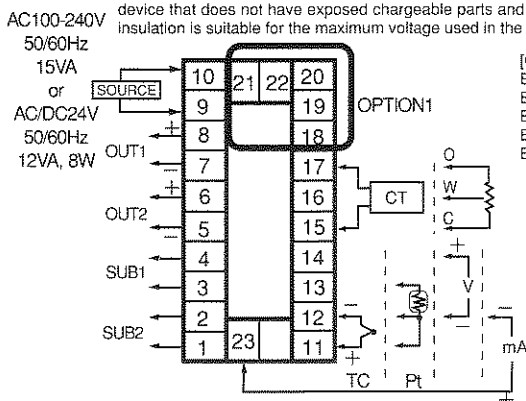 device that does not have exposed chargeable parts and
insulation is suitable for the maximum voltage used in the
AC100-240V
50/60Hz
15VA
or
AC/DC24V
50/60Hz
12VA, 8W
SOURCE
+
OUT1
−
+
OUT2
−
SUB1
SUB2
10
9
8
7
6
5
4
3
2
1
21 22
23
20
19
18
17
16
15
14
13
12
11
OPTION1
CT
O
W
C
+
V
−
−
+
TC
Pt
−
mA
+